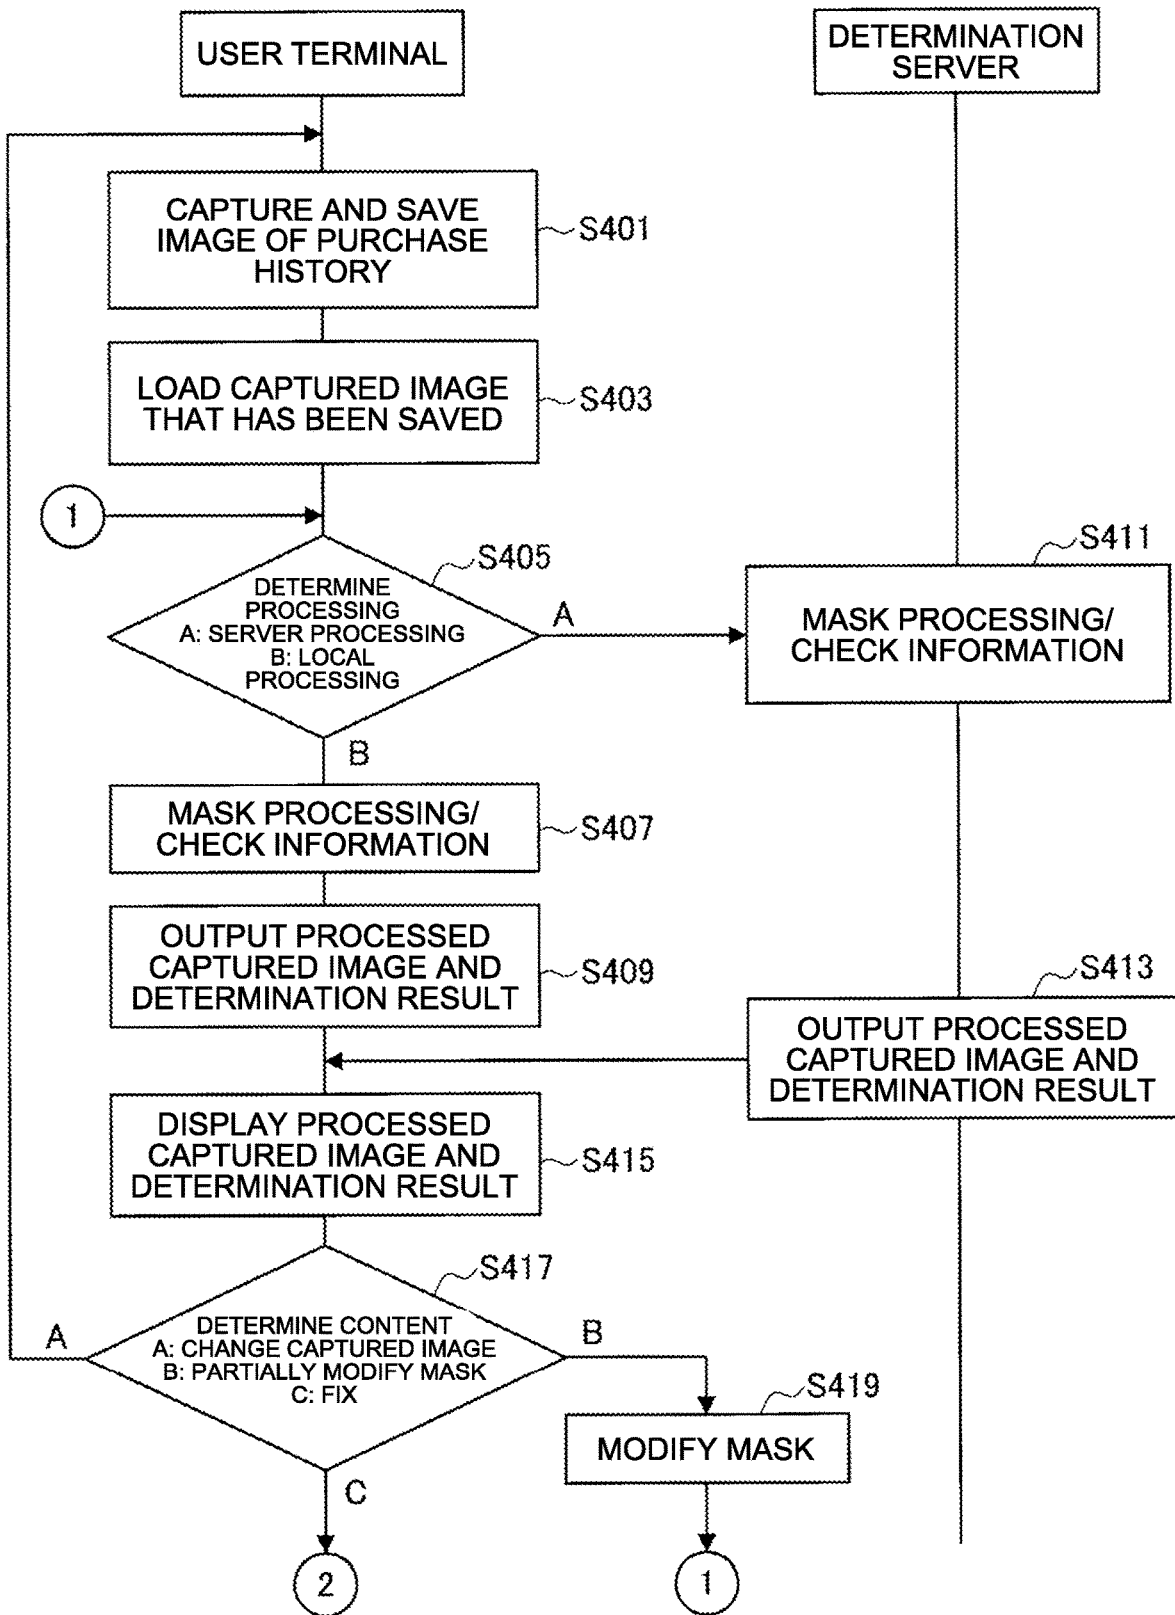 USER TERMINAL
DETERMINATION
SERVER
CAPTURE AND SAVE
IMAGE OF PURCHASE
HISTORY
S401
LOAD CAPTURED IMAGE
THAT HAS BEEN SAVED
S403
1
S405
DETERMINE
PROCESSING
A: SERVER PROCESSING
B: LOCAL
PROCESSING
A
B
S411
MASK PROCESSING/
CHECK INFORMATION
MASK PROCESSING/
CHECK INFORMATION
S407
OUTPUT PROCESSED
CAPTURED IMAGE AND
DETERMINATION RESULT
S409
S413
OUTPUT PROCESSED
CAPTURED IMAGE AND
DETERMINATION RESULT
DISPLAY PROCESSED
CAPTURED IMAGE AND
DETERMINATION RESULT
S415
S417
DETERMINE CONTENT
A: CHANGE CAPTURED IMAGE
B: PARTIALLY MODIFY MASK
C: FIX
A
B
C
S419
MODIFY MASK
2
1